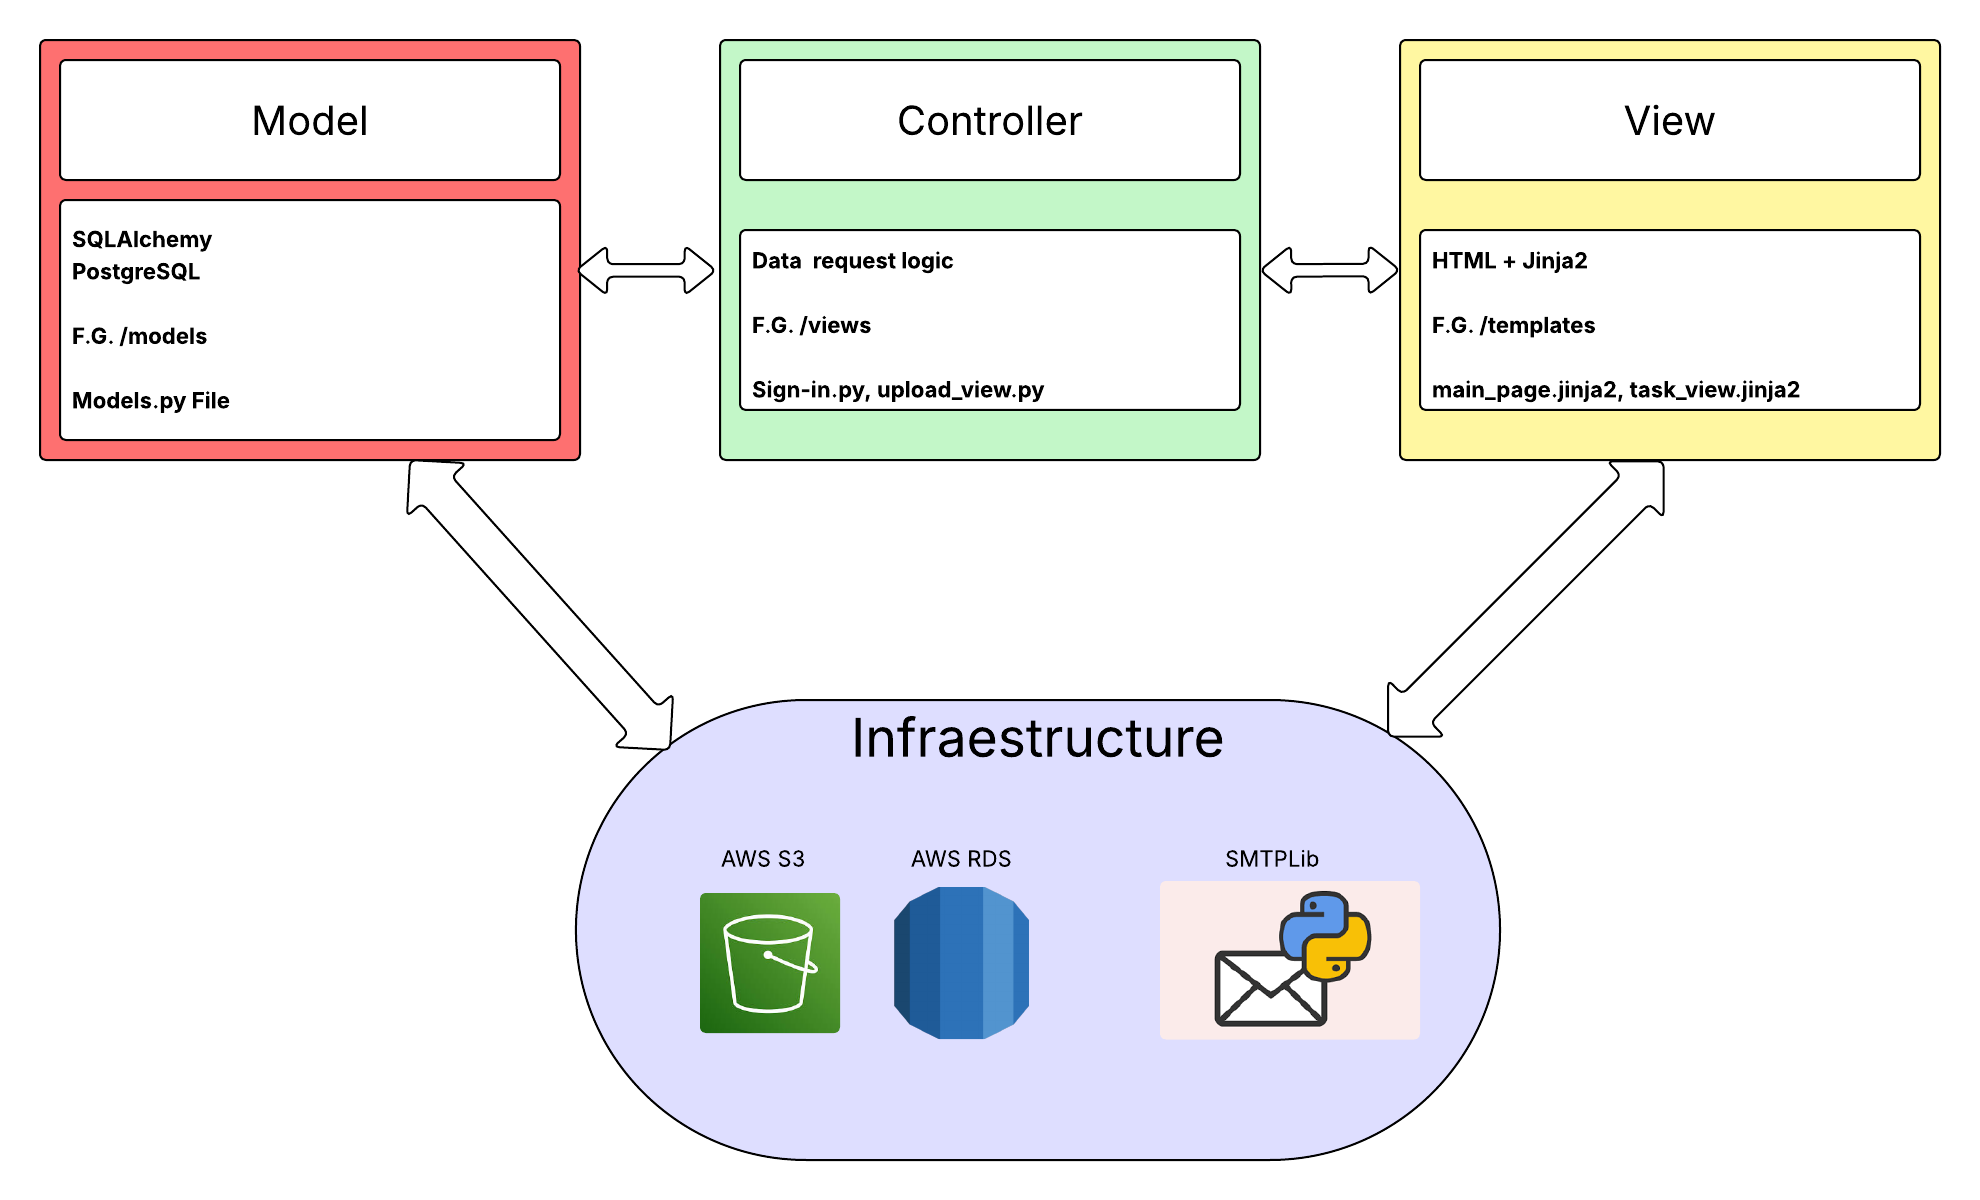 Model
SQLAlchemy
PostgreSQL
F.G. /models
Models.py File
Controller
Data  request logic
F.G. /views
Sign-in.py, upload_view.py
View
HTML + Jinja2
F.G. /templates
main_page.jinja2, task_view.jinja2
Infraestructure
AWS S3
AWS RDS
SMTPLib